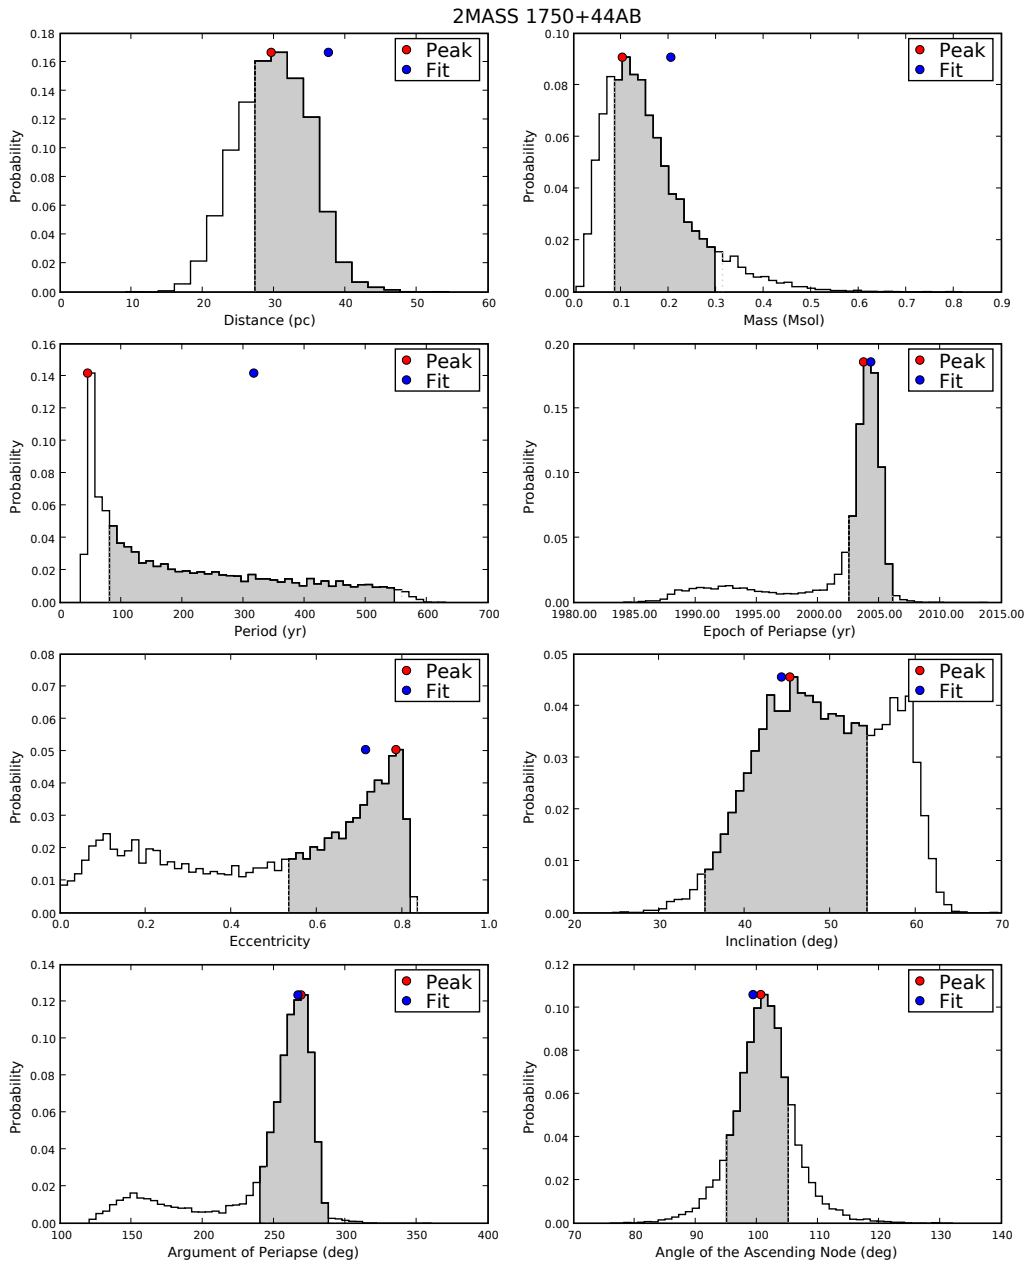 2MASS 1750+44AB
0.18
0.16
0.14
0.12
0.10
0.08
0.06
0.04
0.02
0.00
Probability
0 10 20 30 40 50 60
Distance (pc)
Peak
Fit
0.10
0.08
0.06
0.04
0.02
0.00
Probability
0.0 0.1 0.2 0.3 0.4 0.5 0.6 0.7 0.8 0.9
Mass (Msol)
Peak
Fit
0.16
0.14
0.12
0.10
0.08
0.06
0.04
0.02
0.00
Probability
0 100 200 300 400 500 600 700
Period (yr)
Peak
Fit
0.20
0.15
0.10
0.05
0.00
Probability
1980.00 1985.00 1990.00 1995.00 2000.00 2005.00 2010.00 2015.00
Epoch of Periapse (yr)
Peak
Fit
0.08
0.07
0.06
0.05
0.04
0.03
0.02
0.01
0.00
Probability
0.0 0.2 0.4 0.6 0.8 1.0
Eccentricity
Peak
Fit
0.05
0.04
0.03
0.02
0.01
0.00
Probability
20 30 40 50 60 70
Inclination (deg)
Peak
Fit
0.14
0.12
0.10
0.08
0.06
0.04
0.02
0.00
Probability
100 150 200 250 300 350 400
Argument of Periapse (deg)
Peak
Fit
0.12
0.10
0.08
0.06
0.04
0.02
0.00
Probability
70 80 90 100 110 120 130 140
Angle of the Ascending Node (deg)
Peak
Fit